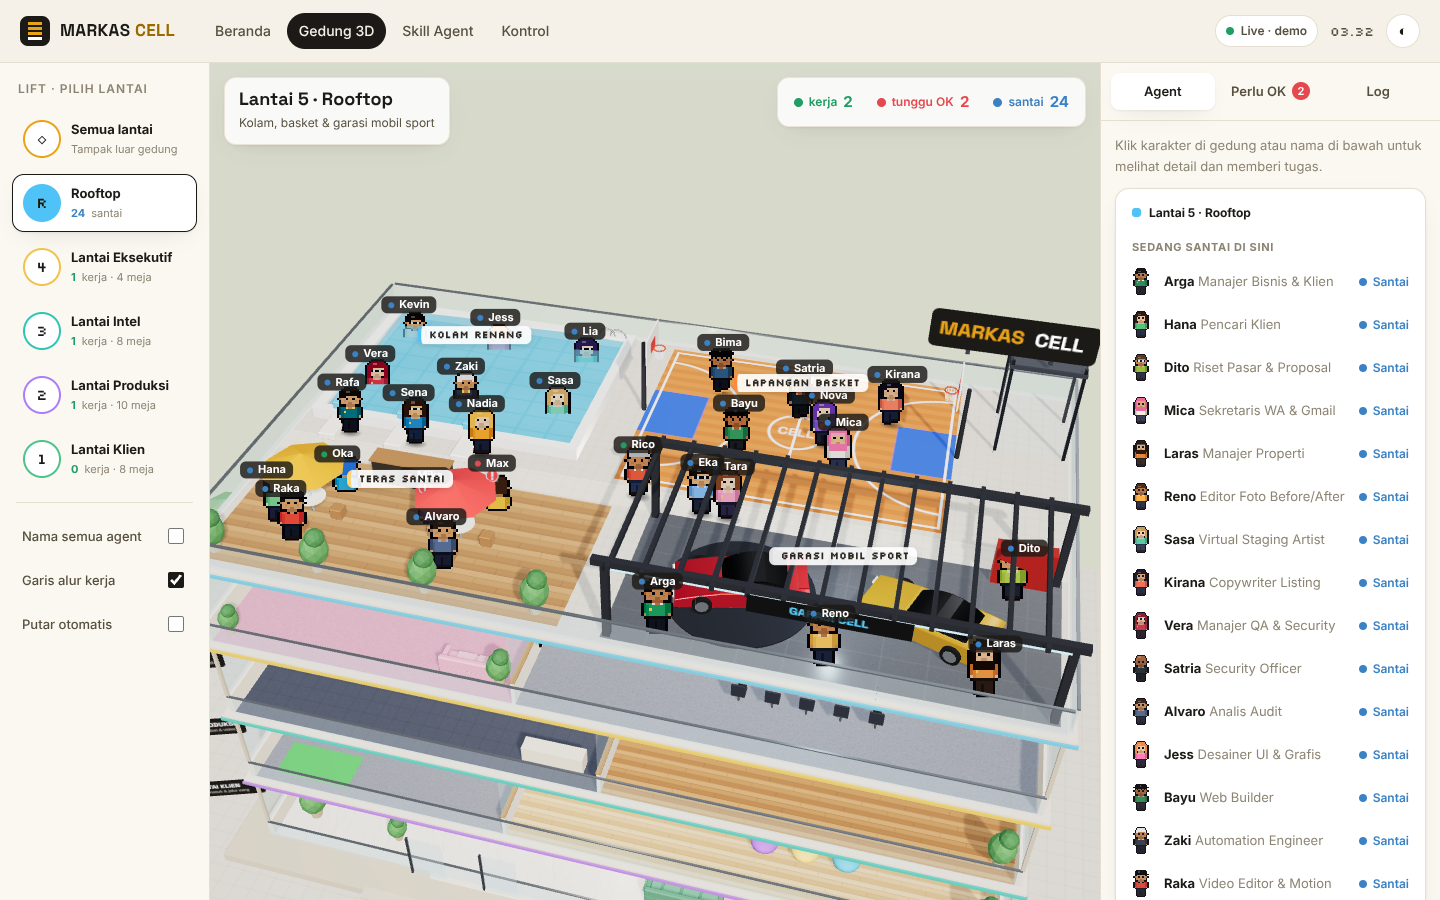 MARKAS CELL
Beranda
Gedung 3D
Skill Agent
Kontrol
Live · demo
03.32
LIFT · PILIH LANTAI
Semua lantai
Tampak luar gedung
R
Rooftop
24 santai
4
Lantai Eksekutif
1 kerja · 4 meja
3
Lantai Intel
1 kerja · 8 meja
2
Lantai Produksi
1 kerja · 10 meja
1
Lantai Klien
0 kerja · 8 meja
Nama semua agent
Garis alur kerja
Putar otomatis
Lantai 5 · Rooftop
Kolam, basket & garasi mobil sport
kerja 2
tunggu OK 2
santai 24
Kevin
Jess
KOLAM RENANG
Lia
Vera
Zaki
Rafa
Sena
Sasa
Nadia
Bima
Satria
LAPANGAN BASKET
Kirana
Nova
Bayu
Mica
MARKAS CELL
Rico
Oka
Max
Hana
TERAS SANTAI
Raka
Alvaro
Eka
Tara
GARASI MOBIL SPORT
Dito
Arga
Reno
Laras
Agent
Perlu OK 2
Log
Klik karakter di gedung atau nama di bawah untuk
melihat detail dan memberi tugas.
Lantai 5 · Rooftop
SEDANG SANTAI DI SINI
Arga Manajer Bisnis & Klien Santai
Hana Pencari Klien Santai
Dito Riset Pasar & Proposal Santai
Mica Sekretaris WA & Gmail Santai
Laras Manajer Properti Santai
Reno Editor Foto Before/After Santai
Sasa Virtual Staging Artist Santai
Kirana Copywriter Listing Santai
Vera Manajer QA & Security Santai
Satria Security Officer Santai
Alvaro Analis Audit Santai
Jess Desainer UI & Grafis Santai
Bayu Web Builder Santai
Zaki Automation Engineer Santai
Raka Video Editor & Motion Santai